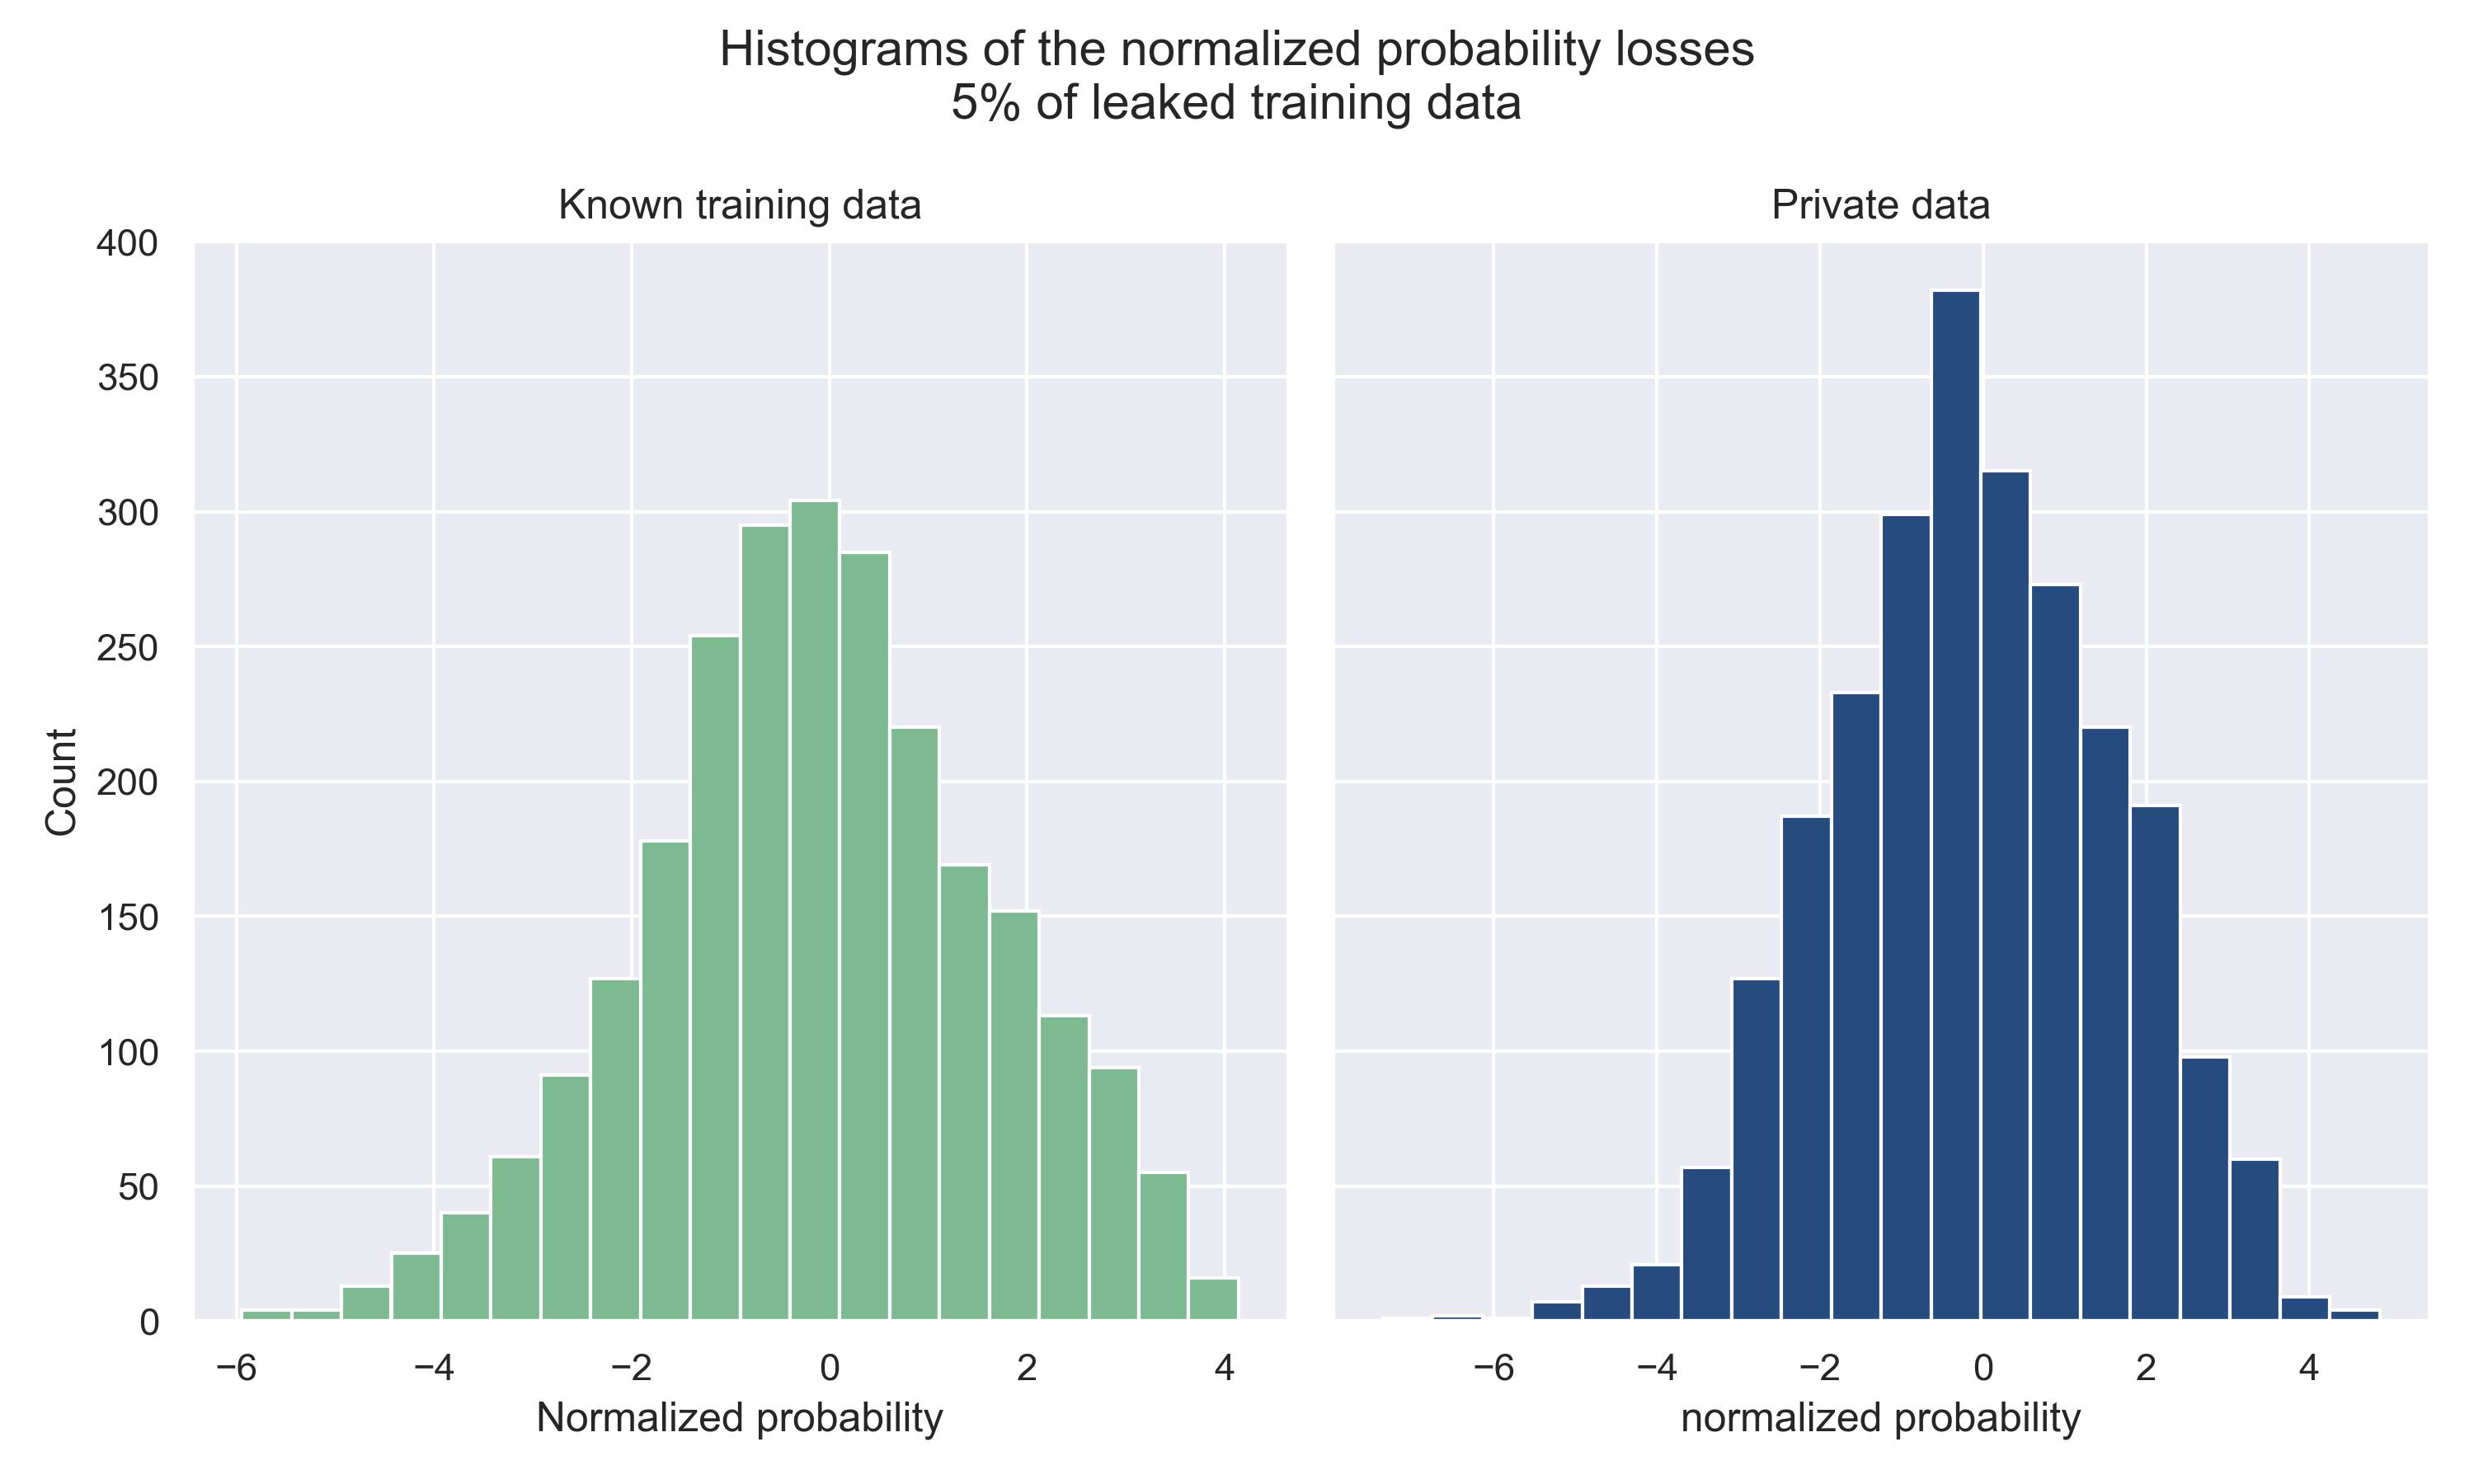 Histograms of the normalized probability losses
5% of leaked training data
Known training data
Private data
400
350
300
250
200
150
100
50
0
Count
−6 −4 −2 0 2 4
Normalized probability
−6 −4 −2 0 2 4
normalized probability